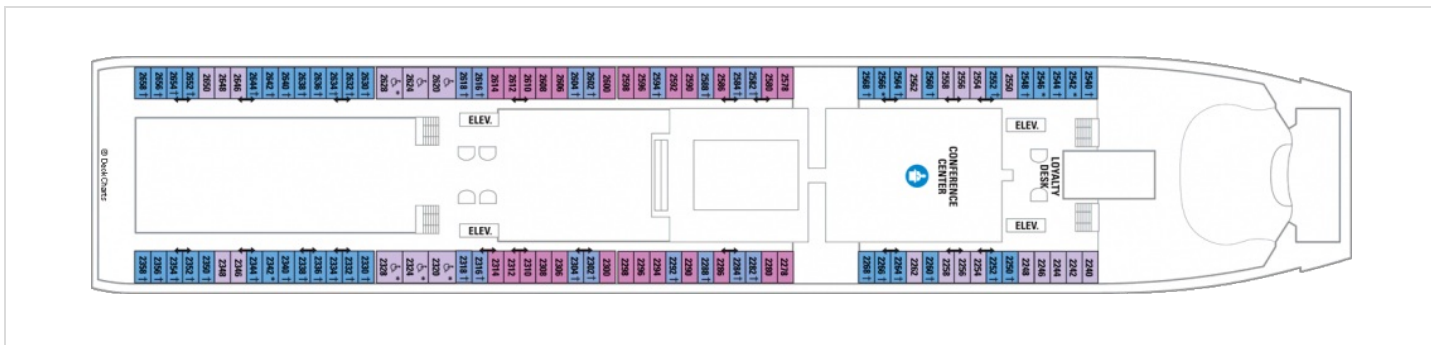 2658 2656 2654 2652 2650 2648 2646 2644 2642 2640 2638 2636 2634 2632 2630 2628 2624 2620 2618 2616 2614 2612 2610 2608 2606 2604 2602 2600 2598 2596 2594 2592 2590 2588 2586 2584 2582 2580 2578 2568 2566 2564 2562 2560 2558 2556 2554 2552 2550 2548 2546 2544 2542 2540
ELEV.
ELEV.
© DeckCharts
CONFERENCE
CENTER
LOYALTY
DESK
ELEV.
ELEV.
2358 2356 2354 2352 2350 2348 2346 2344 2342 2340 2338 2336 2334 2332 2330 2328 2324 2320 2318 2316 2314 2312 2310 2308 2306 2304 2302 2300 2298 2296 2294 2292 2290 2288 2286 2284 2282 2280 2278 2268 2266 2264 2262 2260 2258 2256 2254 2252 2250 2248 2246 2244 2242 2240